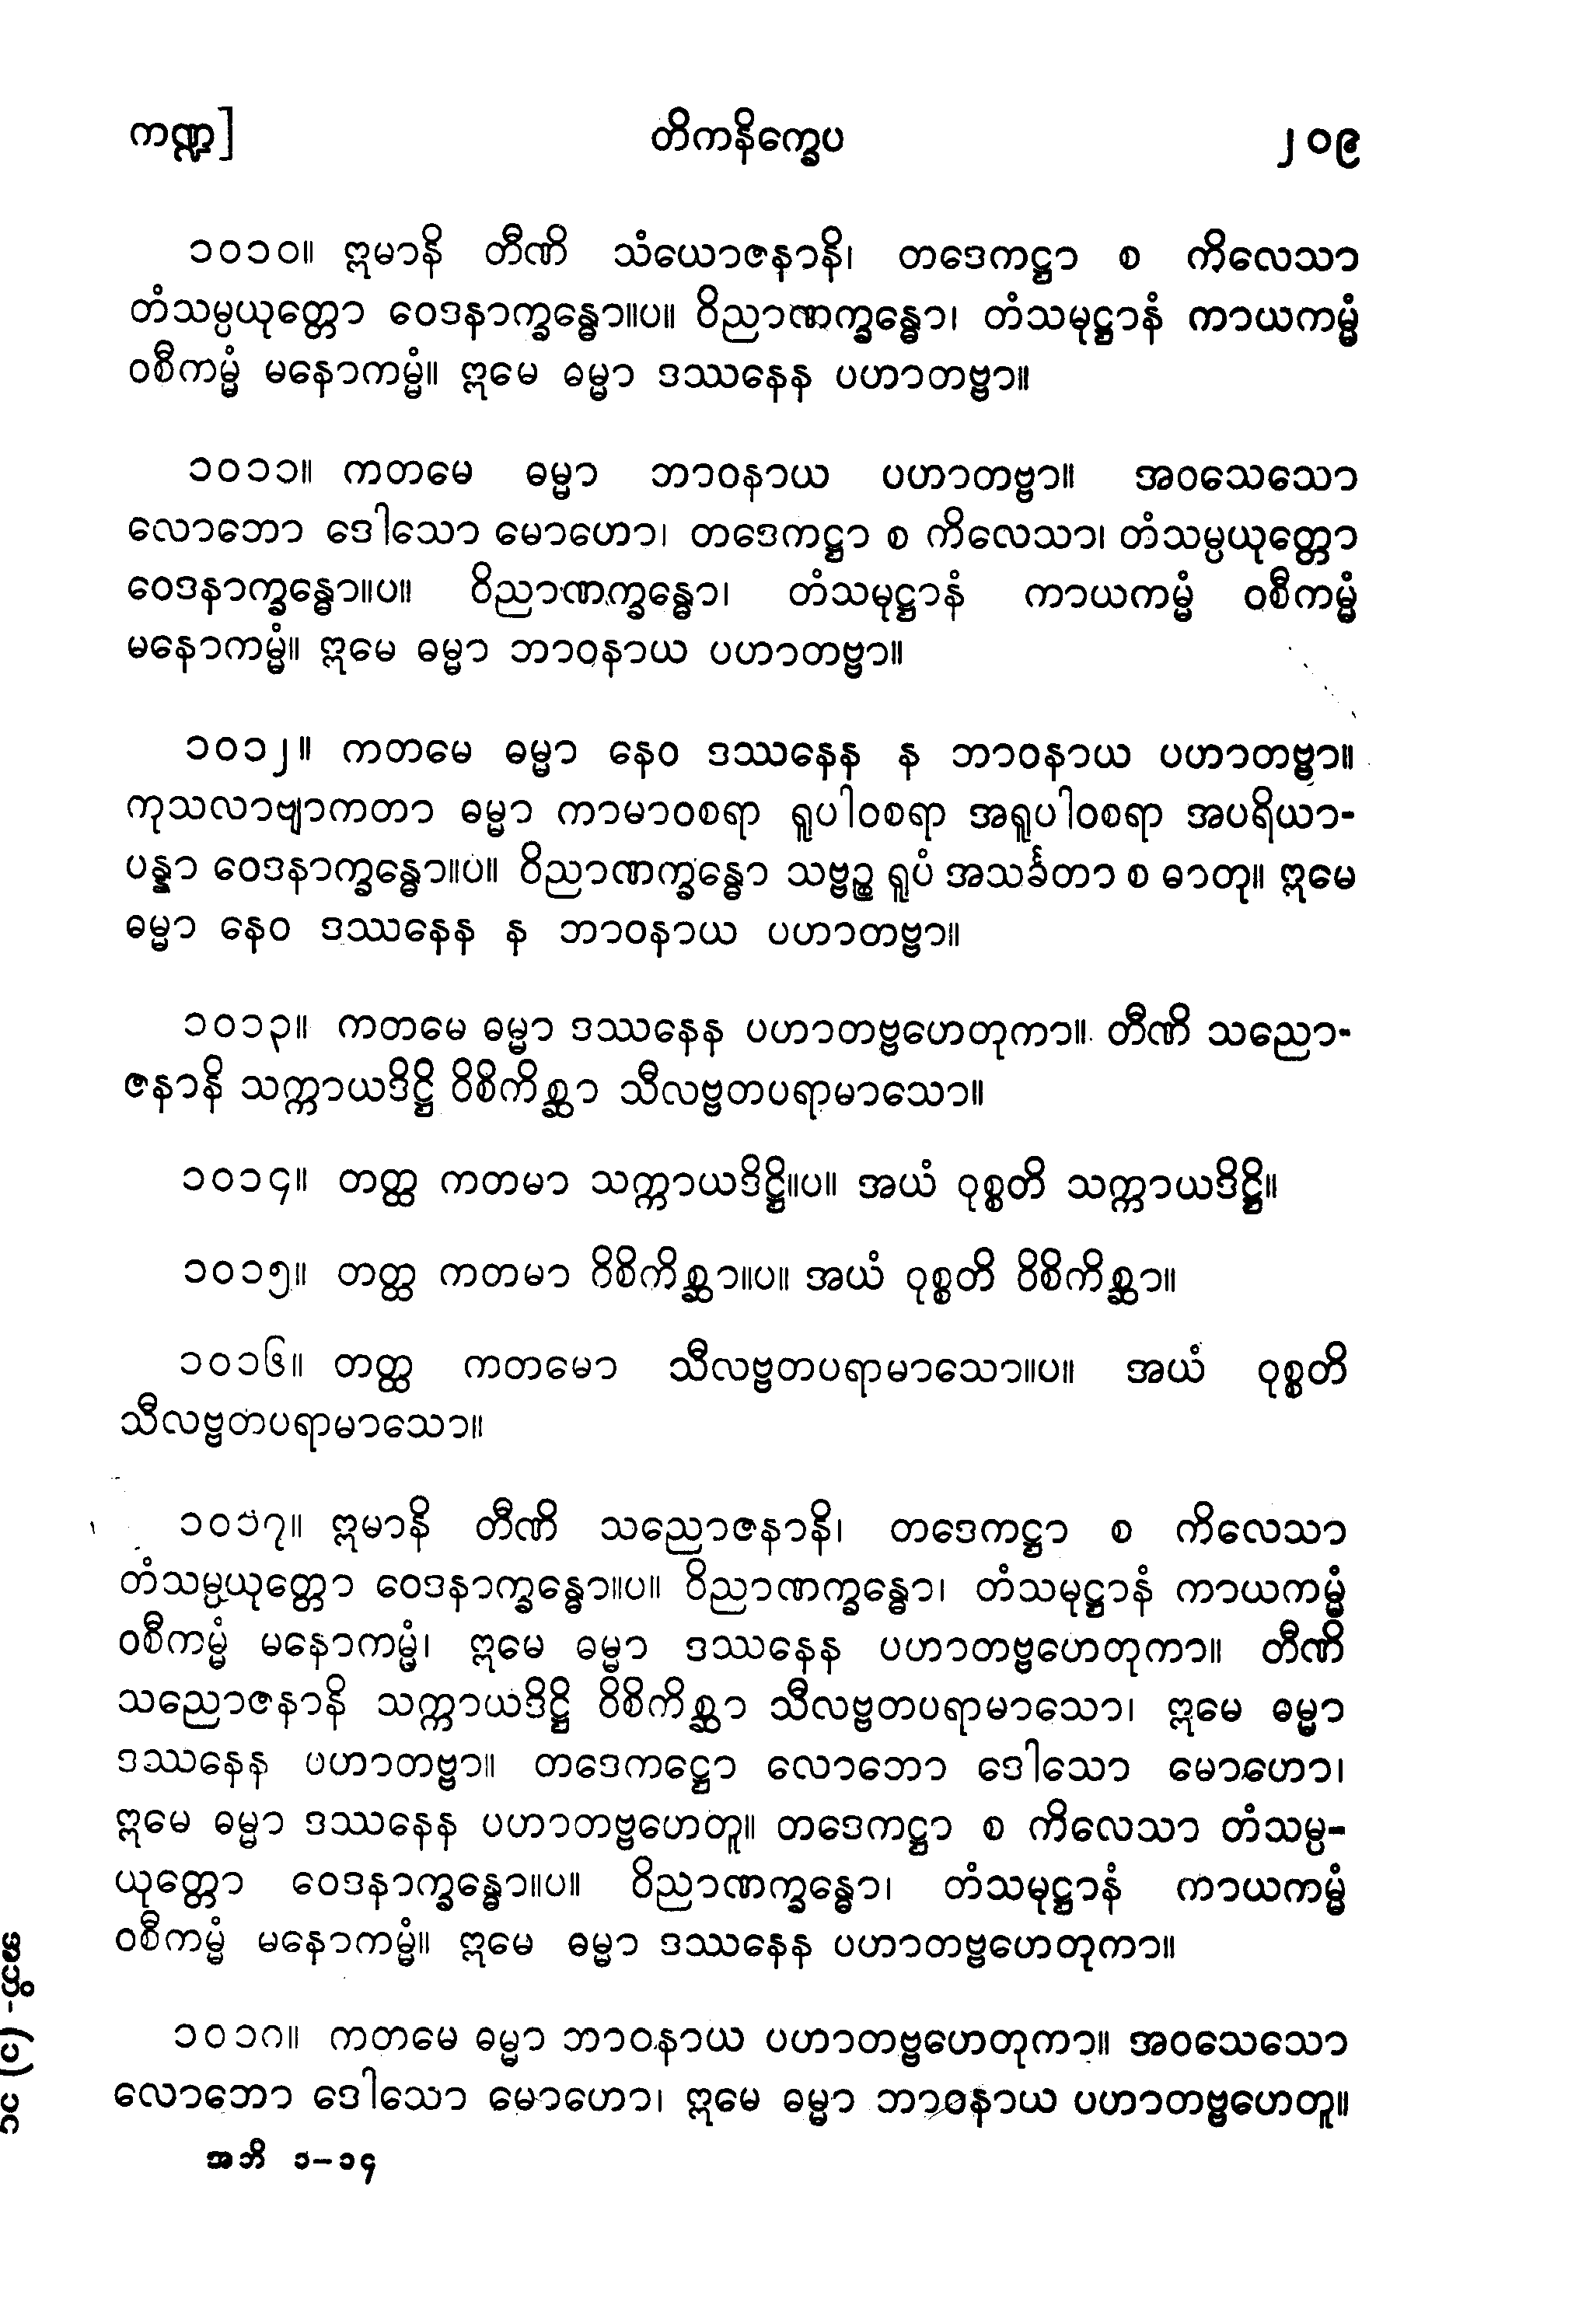 ကဏ္ဍ] တိကနိက္ခေပ ၂၀၉
၁၀၁၀။ ဣမာနိ တီဏိ သံယောဇနာနိ၊ တဒေကဋ္ဌာ စ ကိလေသာ
တံသမ္ပယုတ္တော ဝေဒနာက္ခန္ဓော။ပ။ ဝိညာဏက္ခန္ဓော၊ တံသမုဋ္ဌာနံ ကာယကမ္မံ
ဝစီကမ္မံ မနောကမ္မံ။ ဣမေ ဓမ္မာ ဒဿနေန ပဟာတဗ္ဗာ။
၁၀၁၁။ ကတမေ ဓမ္မာ ဘာဝနာယ ပဟာတဗ္ဗာ။ အဝသေသော
လောဘော ဒေါသော မောဟော၊ တဒေကဋ္ဌာ စ ကိလေသာ၊ တံသမ္ပယုတ္တော
ဝေဒနာက္ခန္ဓော။ပ။ ဝိညာဏက္ခန္ဓော၊ တံသမုဋ္ဌာနံ ကာယကမ္မံ ဝစီကမ္မံ
မနောကမ္မံ။ ဣမေ ဓမ္မာ ဘာဝနာယ ပဟာတဗ္ဗာ။
၁၀၁၂။ ကတမေ ဓမ္မာ နေဝ ဒဿနေန န ဘာဝနာယ ပဟာတဗ္ဗာ။
ကုသလာဗျာကတာ ဓမ္မာ ကာမာဝစရာ ရူပါဝစရာ အရူပါဝစရာ အပရိယာ-
ပန္နာ ဝေဒနာက္ခန္ဓော။ပ။ ဝိညာဏက္ခန္ဓော သဗ္ဗဉ္စ ရူပံ အသင်္ခတာ စ ဓာတု။ ဣမေ
ဓမ္မာ နေဝ ဒဿနေန န ဘာဝနာယ ပဟာတဗ္ဗာ။
၁၀၁၃။ ကတမေ ဓမ္မာ ဒဿနေန ပဟာတဗ္ဗဟေတုကာ။ တီဏိ သညော-
ဇနာနိ သက္ကာယဒိဋ္ဌိ ဝိစိကိစ္ဆာ သီလဗ္ဗတပရာမာသော။
၁၀၁၄။ တတ္ထ ကတမာ သက္ကာယဒိဋ္ဌိ။ပ။ အယံ ဝုစ္စတိ သက္ကာယဒိဋ္ဌိ။
၁၀၁၅။ တတ္ထ ကတမာ ဝိစိကိစ္ဆာ။ပ။ အယံ ဝုစ္စတိ ဝိစိကိစ္ဆာ။
၁၀၁၆။ တတ္ထ ကတမော သီလဗ္ဗတပရာမာသော။ပ။ အယံ ဝုစ္စတိ
သီလဗ္ဗတပရာမာသော။
၁၀၁၇။ ဣမာနိ တီဏိ သညောဇနာနိ၊ တဒေကဋ္ဌာ စ ကိလေသာ
တံသမ္ပယုတ္တော ဝေဒနာက္ခန္ဓော။ပ။ ဝိညာဏက္ခန္ဓော၊ တံသမုဋ္ဌာနံ ကာယကမ္မံ
ဝစီကမ္မံ မနောကမ္မံ၊ ဣမေ ဓမ္မာ ဒဿနေန ပဟာတဗ္ဗဟေတုကာ။ တီဏိ
သညောဇနာနိ သက္ကာယဒိဋ္ဌိ ဝိစိကိစ္ဆာ သီလဗ္ဗတပရာမာသော၊ ဣမေ ဓမ္မာ
ဒဿနေန ပဟာတဗ္ဗာ။ တဒေကဋ္ဌော လောဘော ဒေါသော မောဟော၊
ဣမေ ဓမ္မာ ဒဿနေန ပဟာတဗ္ဗဟေတူ။ တဒေကဋ္ဌာ စ ကိလေသာ တံသမ္ပ-
ယုတ္တော ဝေဒနာက္ခန္ဓော။ပ။ ဝိညာဏက္ခန္ဓော၊ တံသမုဋ္ဌာနံ ကာယကမ္မံ
ဝစီကမ္မံ မနောကမ္မံ။ ဣမေ ဓမ္မာ ဒဿနေန ပဟာတဗ္ဗဟေတုကာ။
၁၀၁၈။ ကတမေ ဓမ္မာ ဘာဝနာယ ပဟာတဗ္ဗဟေတုကာ။ အဝသေသော
လောဘော ဒေါသော မောဟော၊ ဣမေ ဓမ္မာ ဘာဝနာယ ပဟာတဗ္ဗဟေတူ။
အဘိ ၁–၁၄